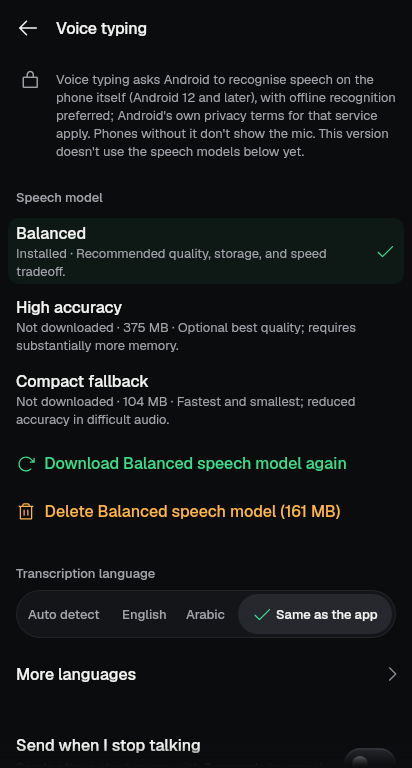 Voice typing
Voice typing asks Android to recognise speech on the
phone itself (Android 12 and later), with offline recognition
preferred; Android's own privacy terms for that service
apply. Phones without it don't show the mic. This version
doesn't use the speech models below yet.
Speech model
Balanced
Installed · Recommended quality, storage, and speed
tradeoff.
High accuracy
Not downloaded · 375 MB · Optional best quality; requires
substantially more memory.
Compact fallback
Not downloaded · 104 MB · Fastest and smallest; reduced
accuracy in difficult audio.
Download Balanced speech model again
Delete Balanced speech model (161 MB)
Transcription language
Auto detect English Arabic Same as the app
More languages
Send when I stop talking